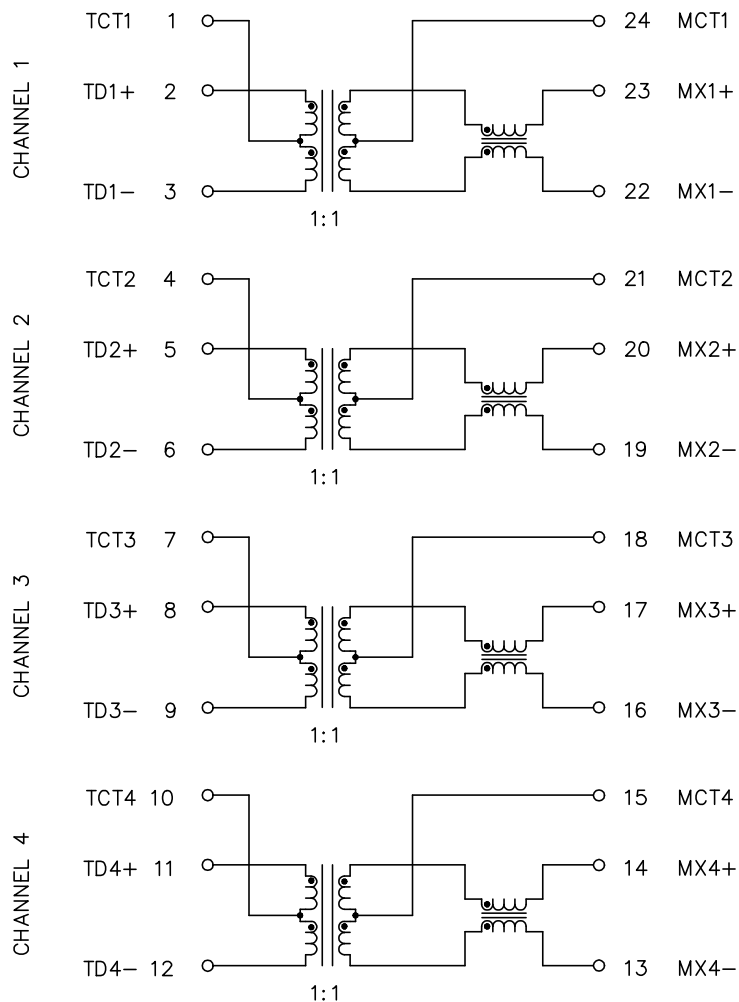 CHANNEL 1
TCT1 1 24 MCT1
TD1+ 2 23 MX1+
TD1− 3 22 MX1−
1:1
CHANNEL 2
TCT2 4 21 MCT2
TD2+ 5 20 MX2+
TD2− 6 19 MX2−
1:1
CHANNEL 3
TCT3 7 18 MCT3
TD3+ 8 17 MX3+
TD3− 9 16 MX3−
1:1
CHANNEL 4
TCT4 10 15 MCT4
TD4+ 11 14 MX4+
TD4− 12 13 MX4−
1:1